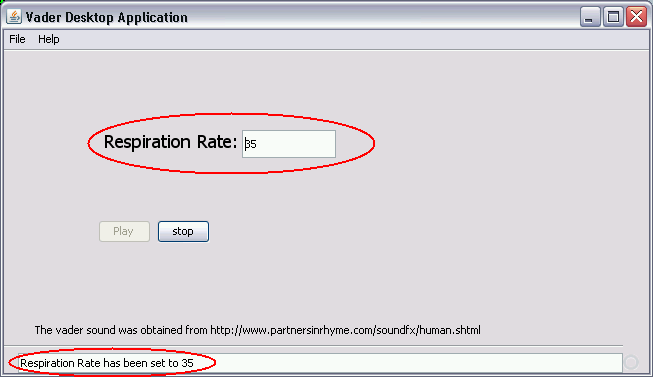 Vader Desktop Application
File Help
Respiration Rate: 35
Play stop
The vader sound was obtained from http://www.partnersinrhyme.com/soundfx/human.shtml
Respiration Rate has been set to 35